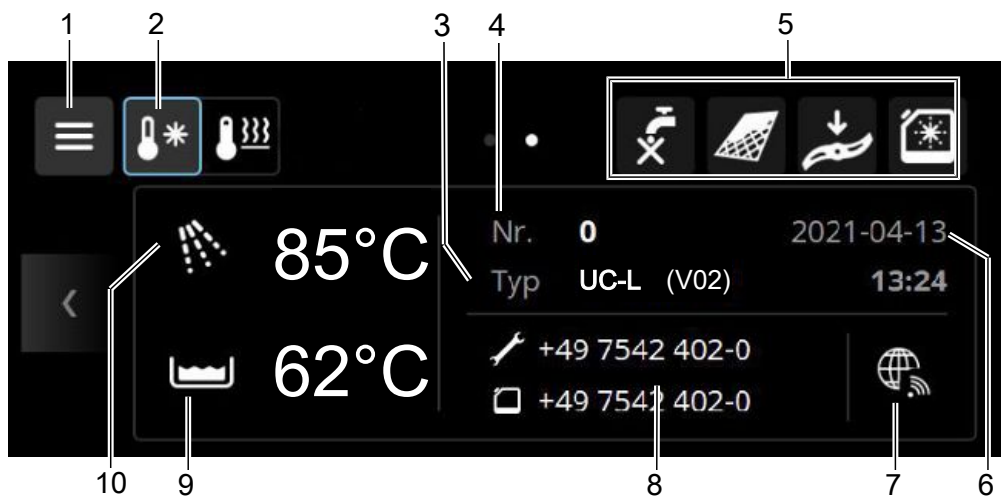 1 2 3 4 5
85°C
62°C
Nr. 0 2021-04-13
Typ UC-L (V02) 13:24
+49 7542 402-0
+49 7542 402-0
10 9 8 7 6